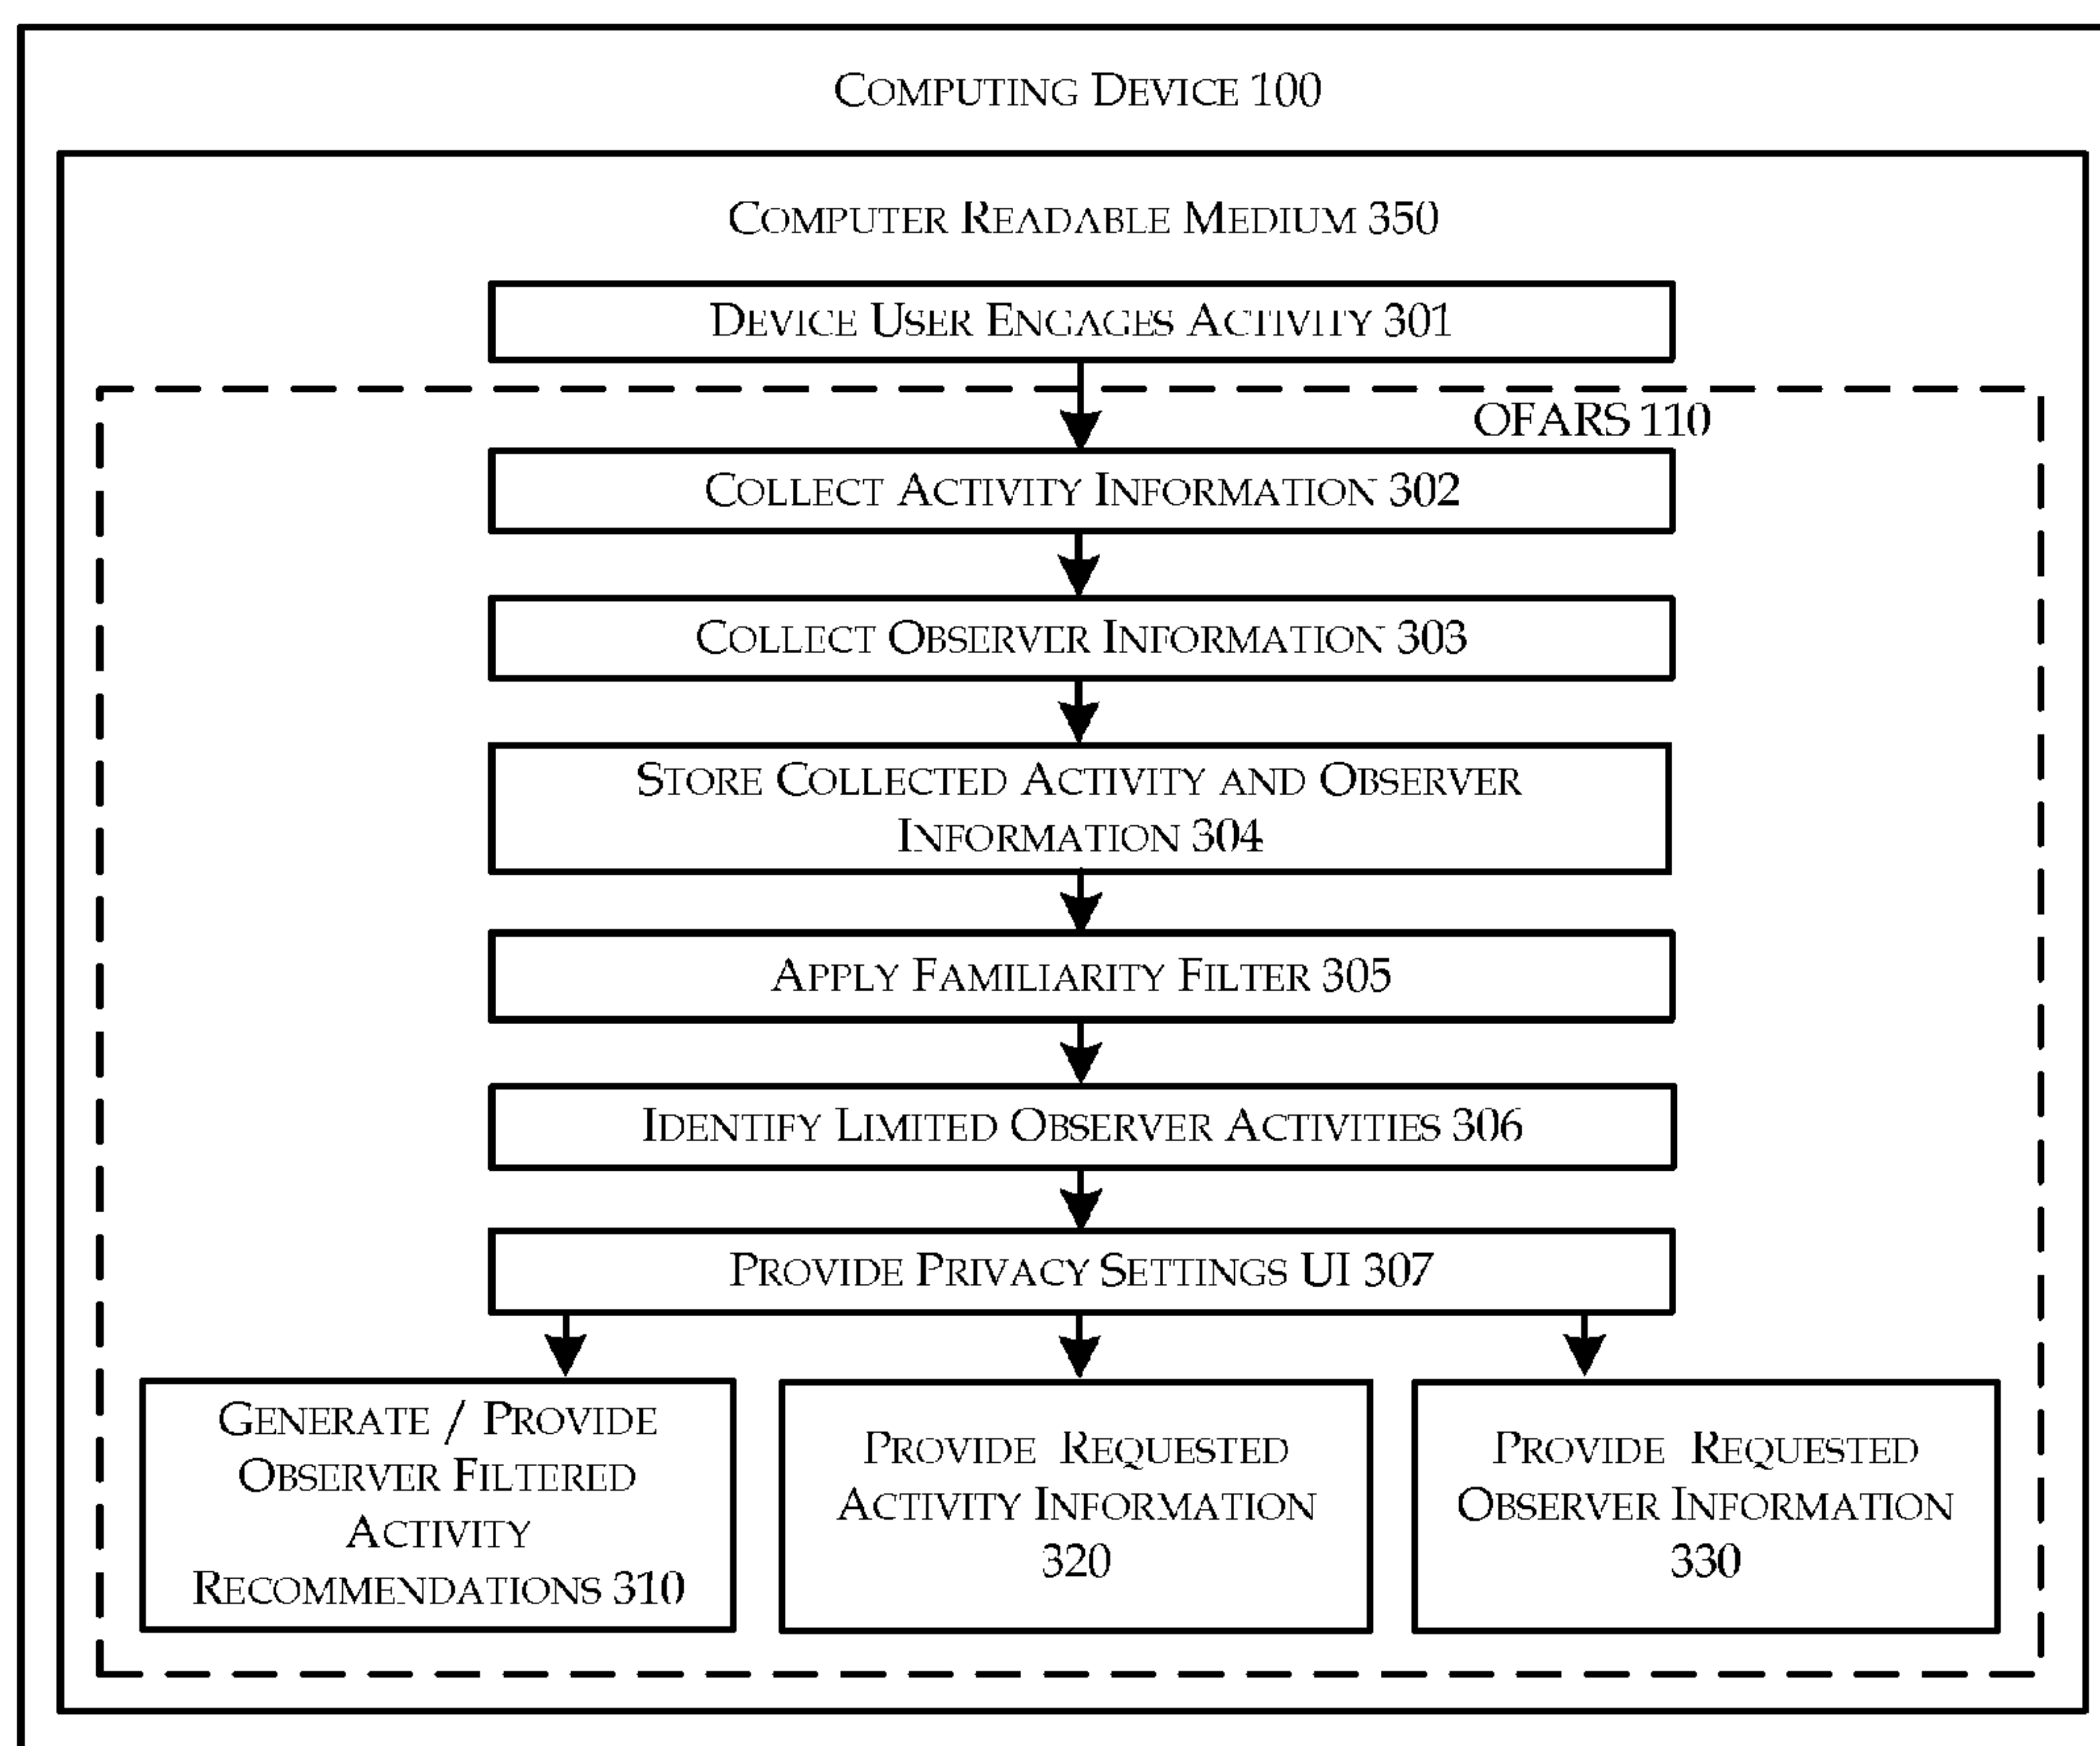 COMPUTING DEVICE 100
COMPUTER READABLE MEDIUM 350
DEVICE USER ENGAGES ACTIVITY 301
OFARS 110
COLLECT ACTIVITY INFORMATION 302
COLLECT OBSERVER INFORMATION 303
STORE COLLECTED ACTIVITY AND OBSERVER
INFORMATION 304
APPLY FAMILIARITY FILTER 305
IDENTIFY LIMITED OBSERVER ACTIVITIES 306
PROVIDE PRIVACY SETTINGS UI 307
GENERATE / PROVIDE
OBSERVER FILTERED
ACTIVITY
RECOMMENDATIONS 310
PROVIDE REQUESTED
ACTIVITY INFORMATION
320
PROVIDE REQUESTED
OBSERVER INFORMATION
330